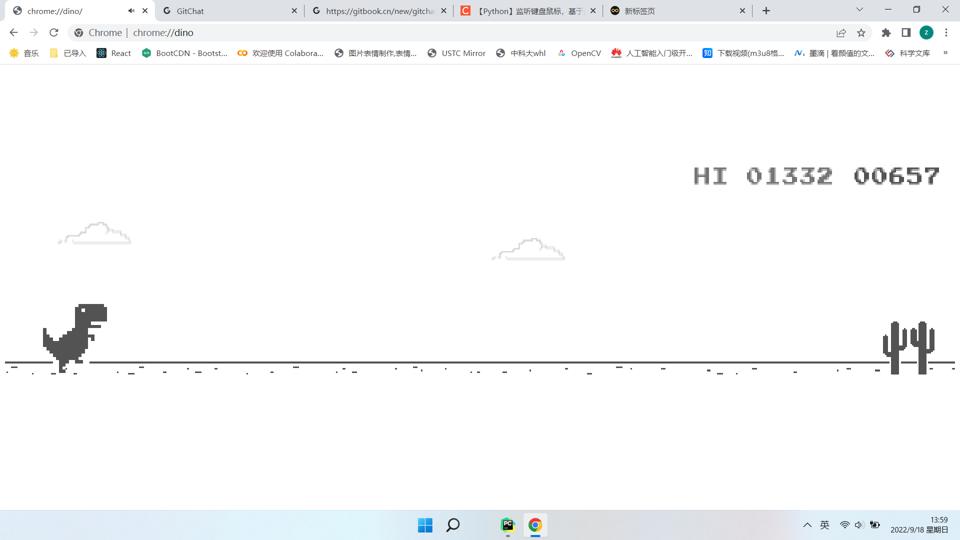 chrome://dino/
GitChat
https://gitbook.cn/new/gitcha
【Python】监听键盘鼠标,基于
新标签页
Chrome | chrome://dino
z
音乐
已导入
React
BootCDN - Bootst...
欢迎使用 Colabora...
图片表情制作,表情...
USTC Mirror
中科大whl
OpenCV
人工智能入门极开...
知 下载视频(m3u8格...
墨滴 | 看颜值的文...
科学文库
»
HI 01332 00657
PC
英
13:59
2022/9/18 星期日